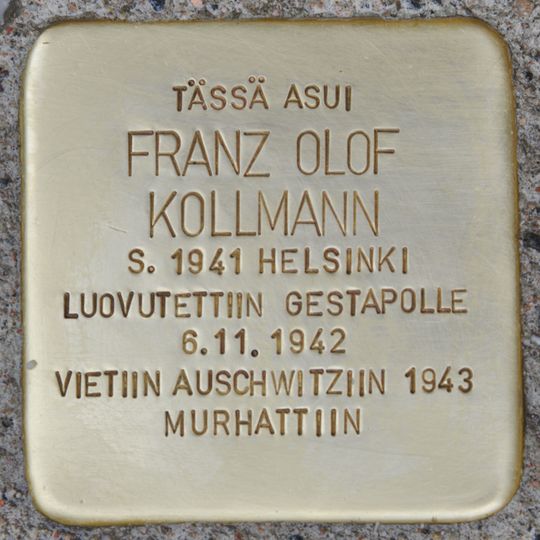 TÄSSÄ ASUI
FRANZ OLOF
KOLLMANN
S. 1941 HELSINKI
LUOVUTETTIIN GESTAPOLLE
6.11. 1942
VIETIIN AUSCHWITZIIN 1943
MURHATTIIN